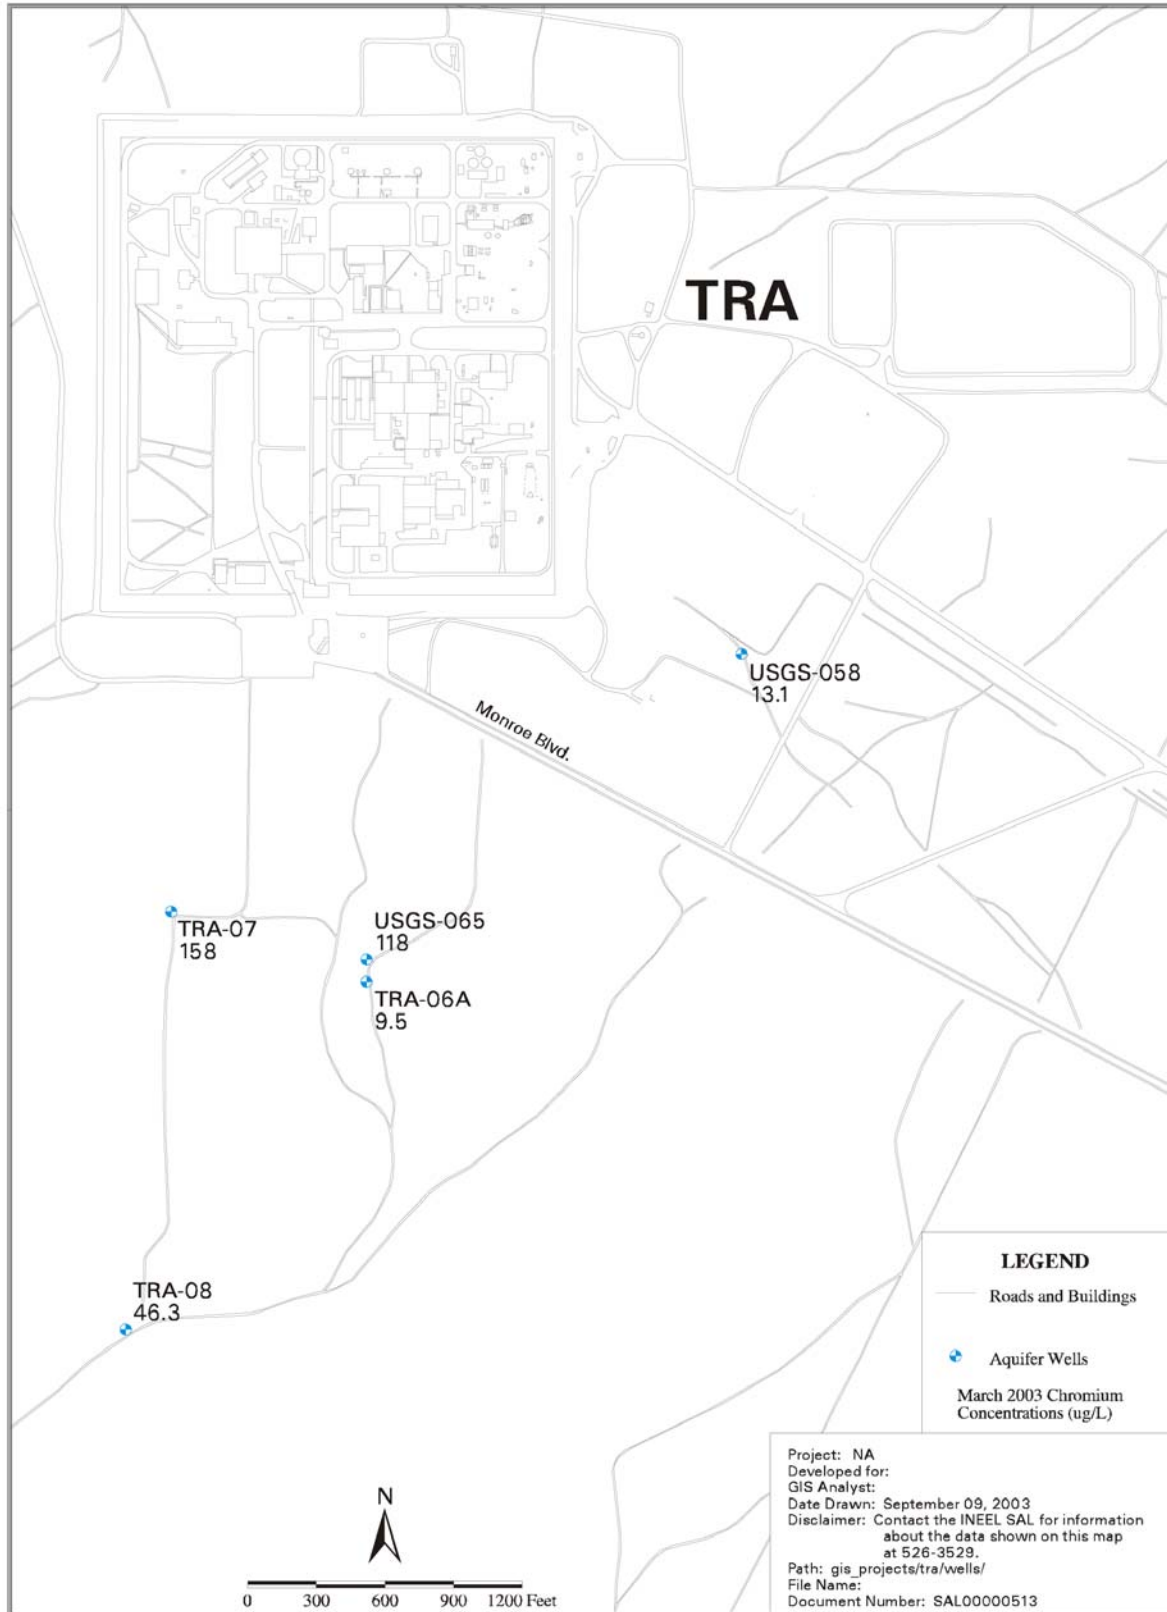 TRA
USGS-058
13.1
Monroe Blvd.
TRA-07
158
USGS-065
118
TRA-06A
9.5
TRA-08
46.3
LEGEND
Roads and Buildings
Aquifer Wells
March 2003 Chromium
Concentrations (ug/L)
Project: NA
Developed for:
GIS Analyst:
Date Drawn: September 09, 2003
Disclaimer: Contact the INEEL SAL for information
about the data shown on this map
at 526-3529.
Path: gis_projects/tra/wells/
File Name:
Document Number: SAL00000513
N
0 300 600 900 1200 Feet